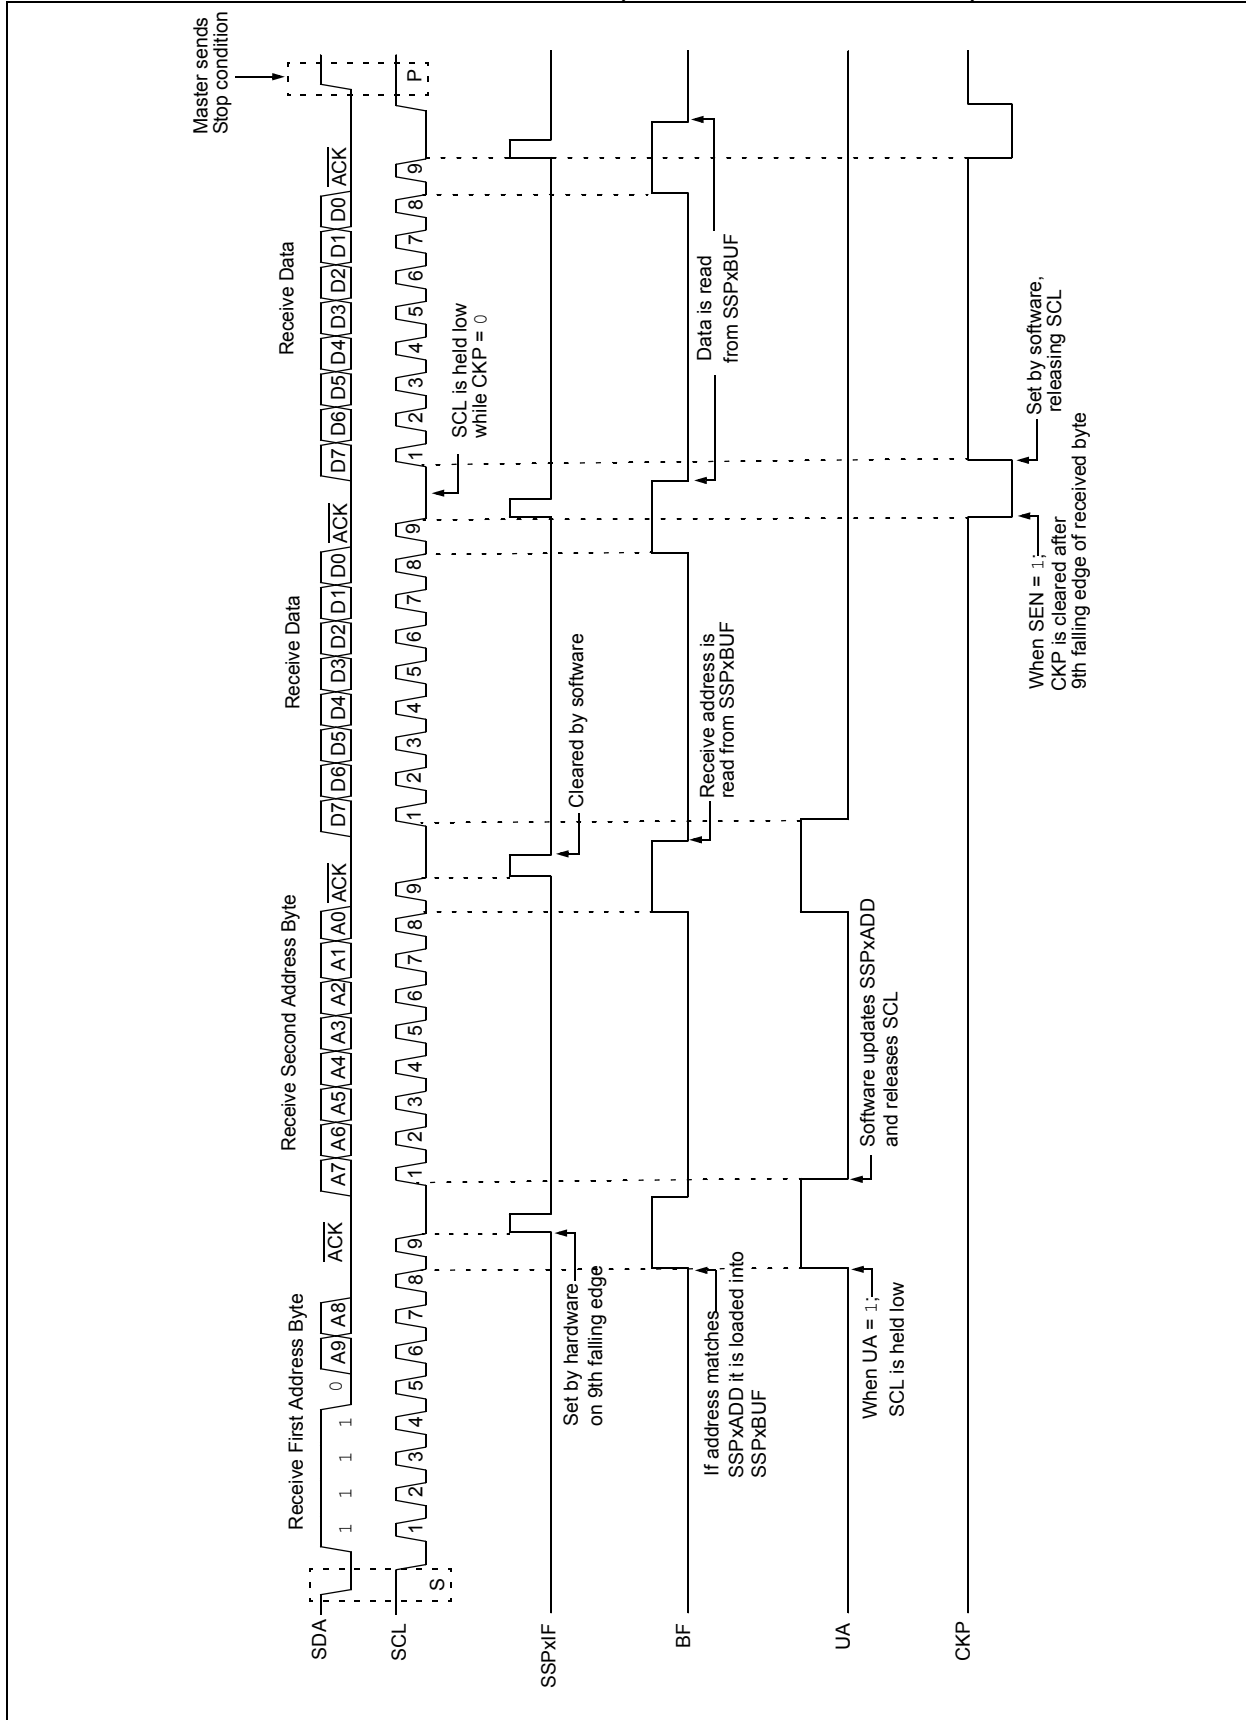 Master sends
Stop condition
Receive First Address Byte
Receive Second Address Byte
Receive Data
Receive Data
SDA
1 1 1 1 0 A9 A8 ACK
A7 A6 A5 A4 A3 A2 A1 A0 ACK
D7 D6 D5 D4 D3 D2 D1 D0 ACK
D7 D6 D5 D4 D3 D2 D1 D0 ACK
SCL
S
1 2 3 4 5 6 7 8 9
1 2 3 4 5 6 7 8 9
1 2 3 4 5 6 7 8 9
1 2 3 4 5 6 7 8 9
P
SCL is held low
while CKP = 0
SSPxIF
Set by hardware
on 9th falling edge
Cleared by software
BF
If address matches
SSPxADD it is loaded into
SSPxBUF
Receive address is
read from SSPxBUF
Data is read
from SSPxBUF
UA
When UA = 1;
SCL is held low
Software updates SSPxADD
and releases SCL
CKP
When SEN = 1;
CKP is cleared after
9th falling edge of received byte
Set by software,
releasing SCL